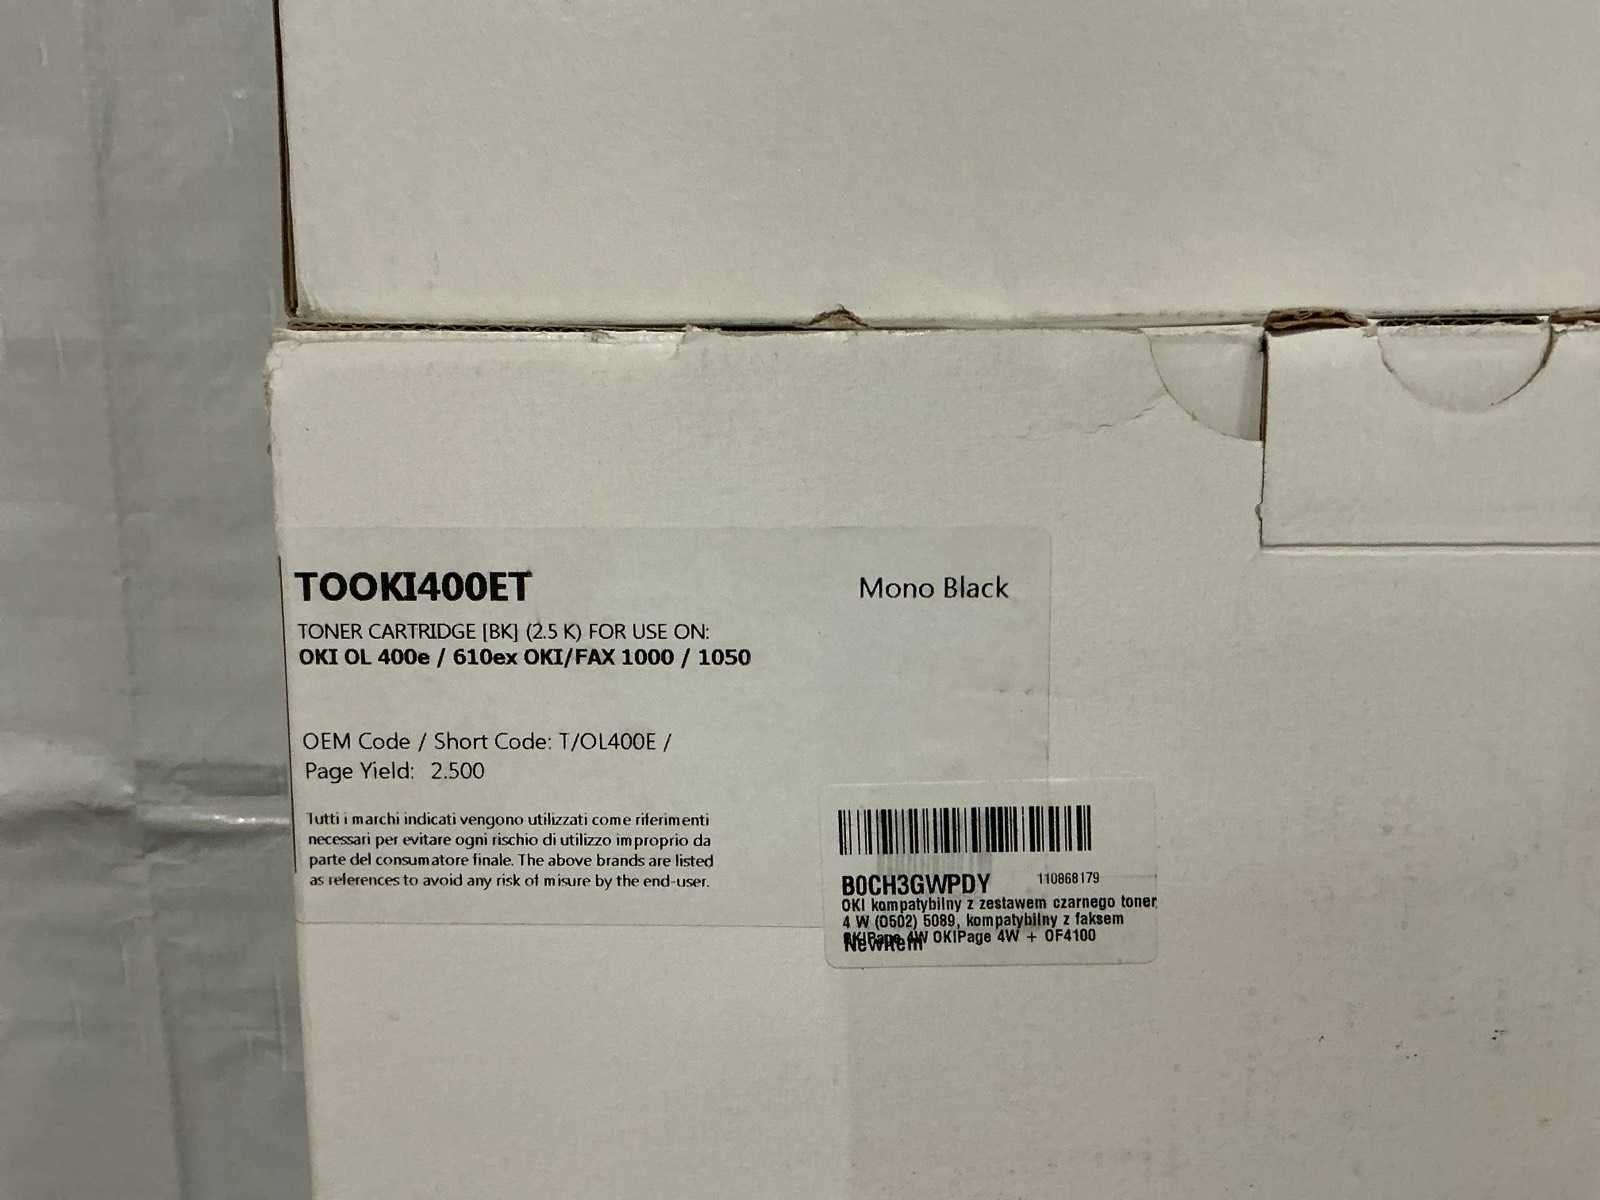 TOOKI400ET
Mono Black
TONER CARTRIDGE [BK] (2.5 K) FOR USE ON:
OKI OL 400e / 610ex OKI/FAX 1000 / 1050
OEM Code / Short Code: T/OL400E /
Page Yield: 2.500
Tutti i marchi indicati vengono utilizzati come riferimenti
necessari per evitare ogni rischio di utilizzo improprio da
parte del consumatore finale. The above brands are listed
as references to avoid any risk of misure by the end-user.
B0CH3GWPDY
110868179
OKI kompatybilny z zestawem czarnego toner
4 W (O502) 5089, kompatybilny z faksem
OKIPage 4W OKIPage 4W + OF4100
NewItem